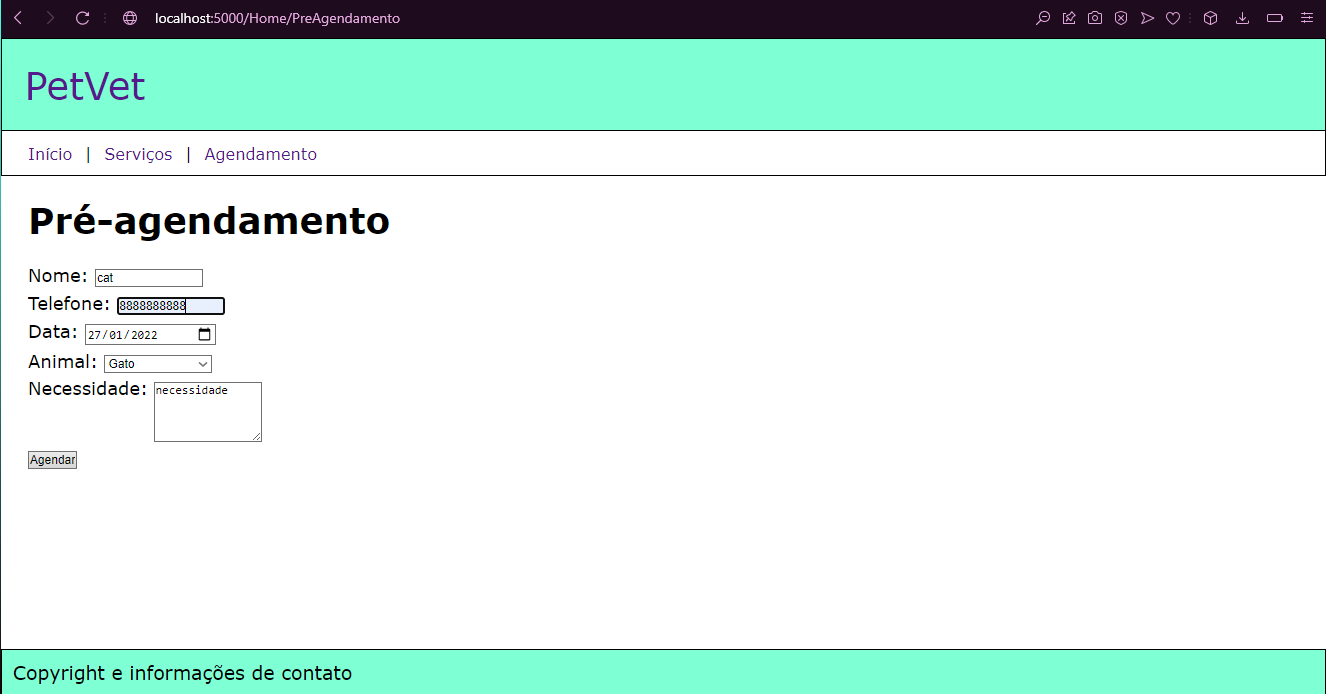 localhost:5000/Home/PreAgendamento
PetVet
Início | Serviços | Agendamento
Pré-agendamento
Nome: cat
Telefone: 8888888888
Data: 27/01/2022
Animal: Gato
Necessidade: necessidade
Agendar
Copyright e informações de contato